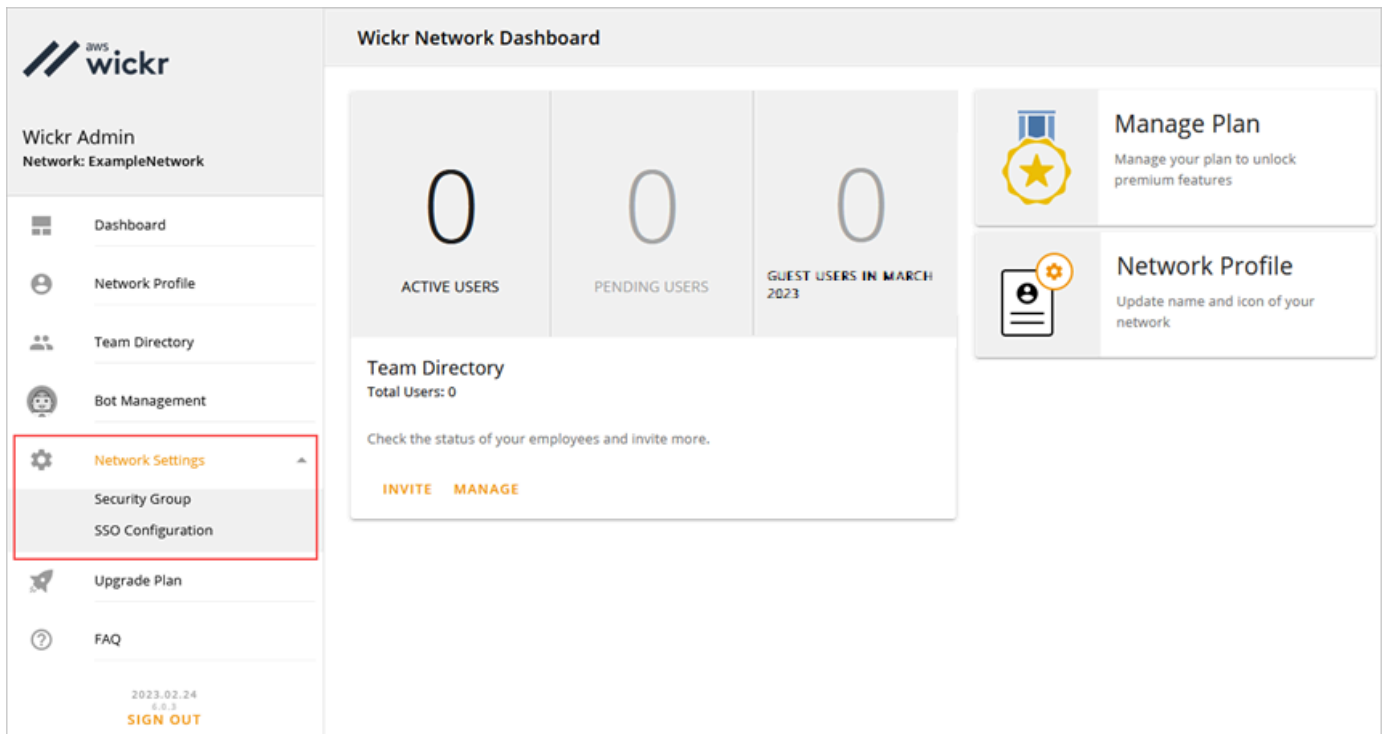 aws
wickr
Wickr Admin
Network: ExampleNetwork
Dashboard
Network Profile
Team Directory
Bot Management
Network Settings
Security Group
SSO Configuration
Upgrade Plan
FAQ
2023.02.24
6.0.3
SIGN OUT
Wickr Network Dashboard
0
ACTIVE USERS
0
PENDING USERS
0
GUEST USERS IN MARCH
2023
Team Directory
Total Users: 0
Check the status of your employees and invite more.
INVITE MANAGE
Manage Plan
Manage your plan to unlock
premium features
Network Profile
Update name and icon of your
network